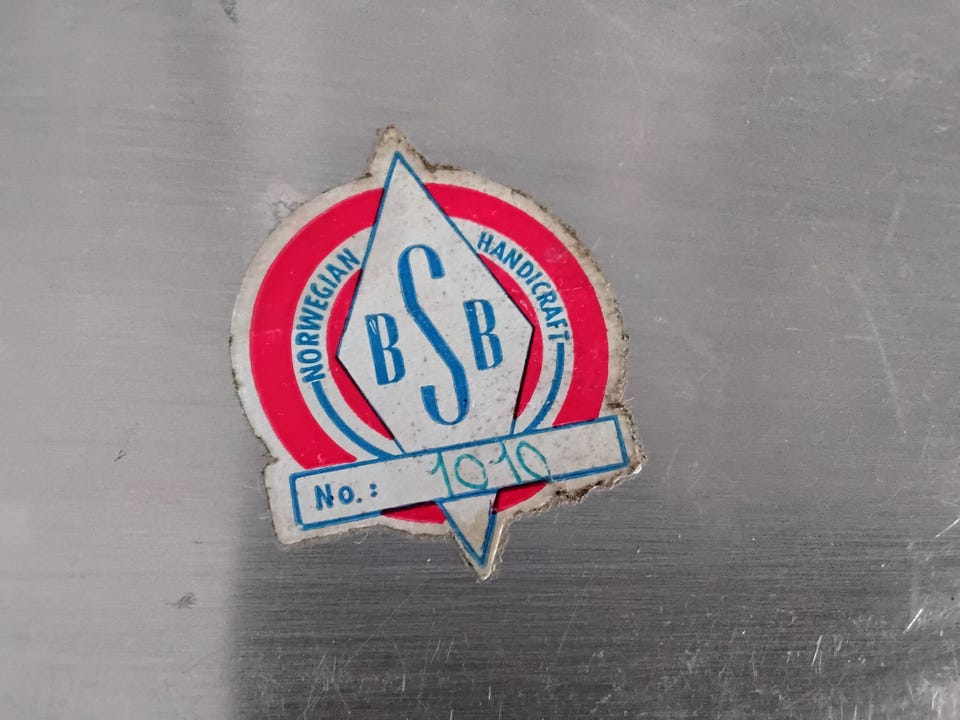 NORWEGIAN HANDICRAFT
BSB
No.: 1010